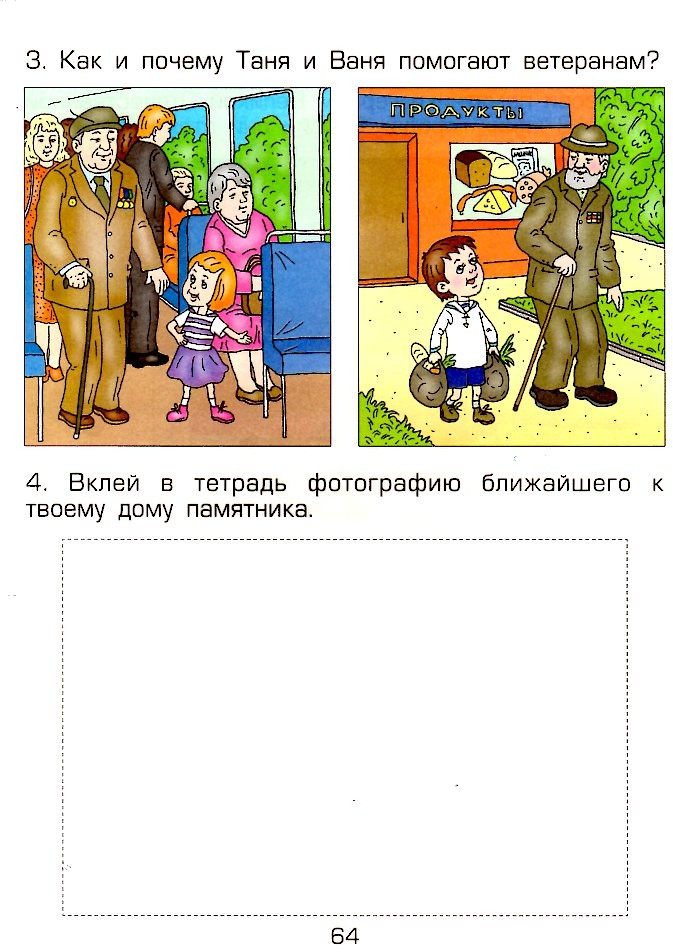 3. Как и почему Таня и Ваня помогают ветеранам?
ПРОДУКТЫ
4. Вклей в тетрадь фотографию ближайшего к
твоему дому памятника.
64